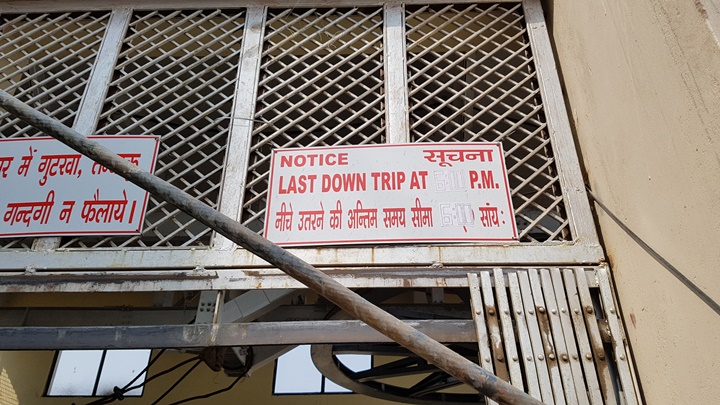 में गुटखा,
गन्दगी न फैलाये।
NOTICE सूचना
LAST DOWN TRIP AT P.M.
नीचे उतरने की अन्तिम समय सीमा सांय: